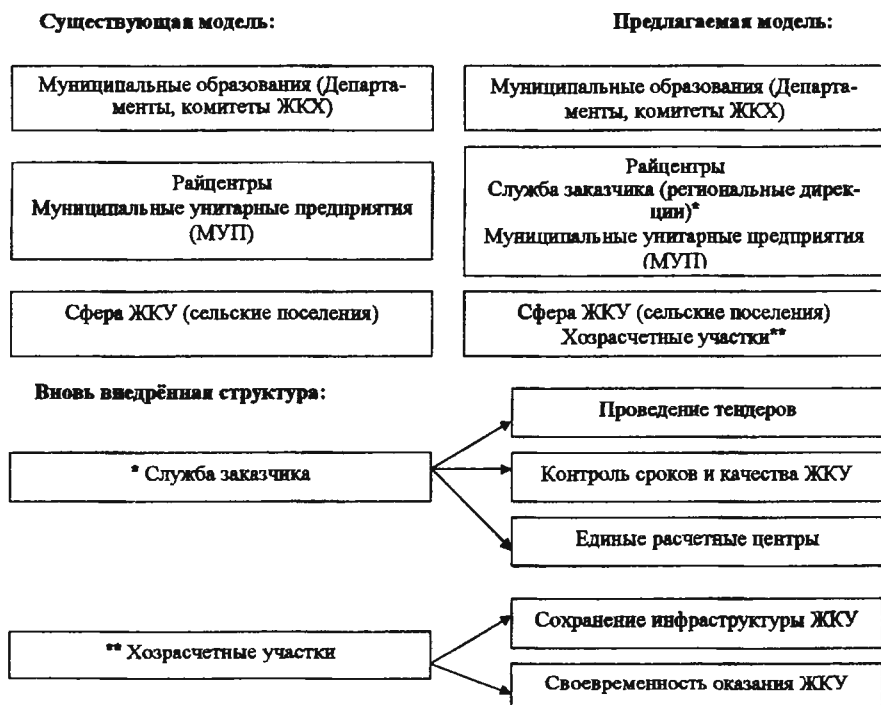 Существующая модель:
Муниципальные образования (Департа-
менты, комитеты ЖКХ)
Райцентры
Муниципальные унитарные предприятия
(МУП)
Сфера ЖКУ (сельские поселения)
Предлагаемая модель:
Муниципальные образования (Департа-
менты, комитеты ЖКХ)
Райцентры
Служба заказчика (региональные дирек-
ции)*
Муниципальные унитарные предприятия
(МУП)
Сфера ЖКУ (сельские поселения)
Хозрасчетные участки**
Вновь внедрённая структура:
* Служба заказчика
Проведение тендеров
Контроль сроков и качества ЖКУ
Единые расчетные центры
** Хозрасчетные участки
Сохранение инфраструктуры ЖКУ
Своевременность оказания ЖКУ